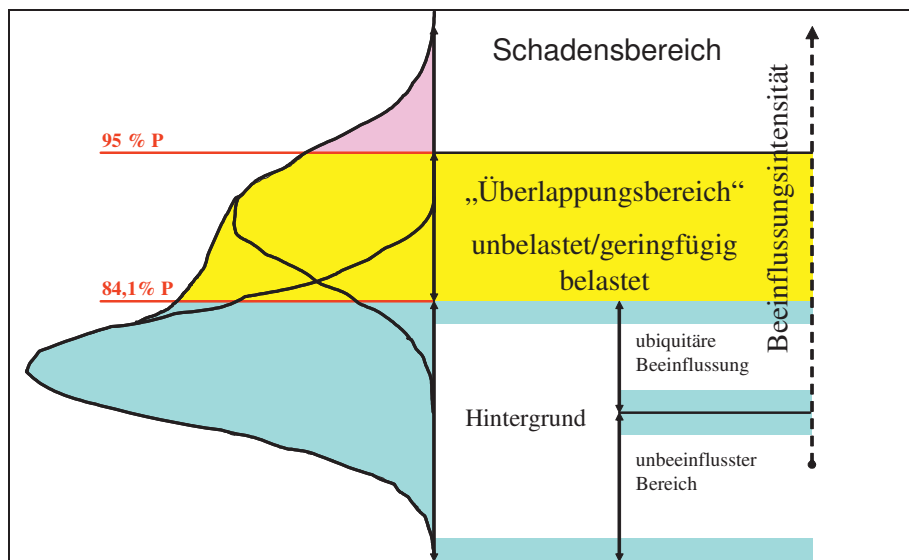 Schadensbereich
95 % P
„Überlappungsbereich“
unbelastet/geringfügig
belastet
84,1% P
Beeinflussungsintensität
ubiquitäre
Beeinflussung
Hintergrund
unbeeinflusster
Bereich